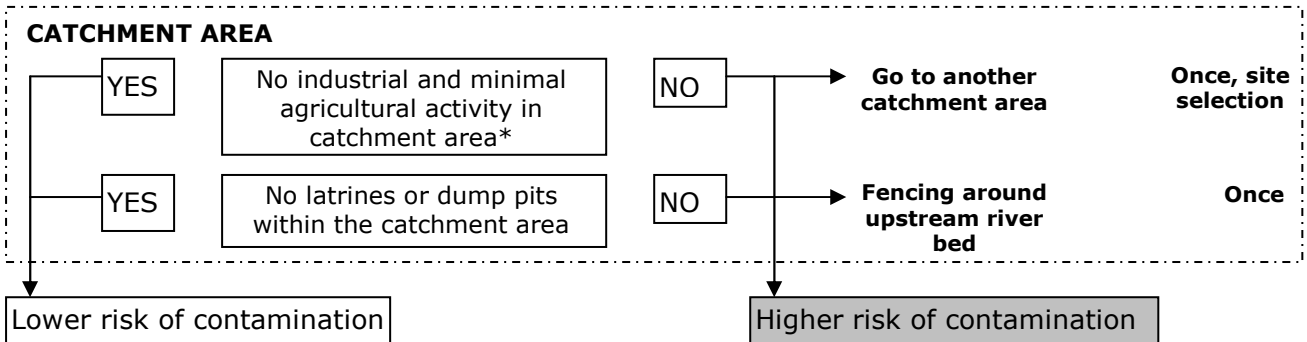 CATCHMENT AREA
YES
No industrial and minimal
agricultural activity in
catchment area*
NO
Go to another
catchment area
Once, site
selection
YES
No latrines or dump pits
within the catchment area
NO
Fencing around
upstream river
bed
Once
Lower risk of contamination
Higher risk of contamination